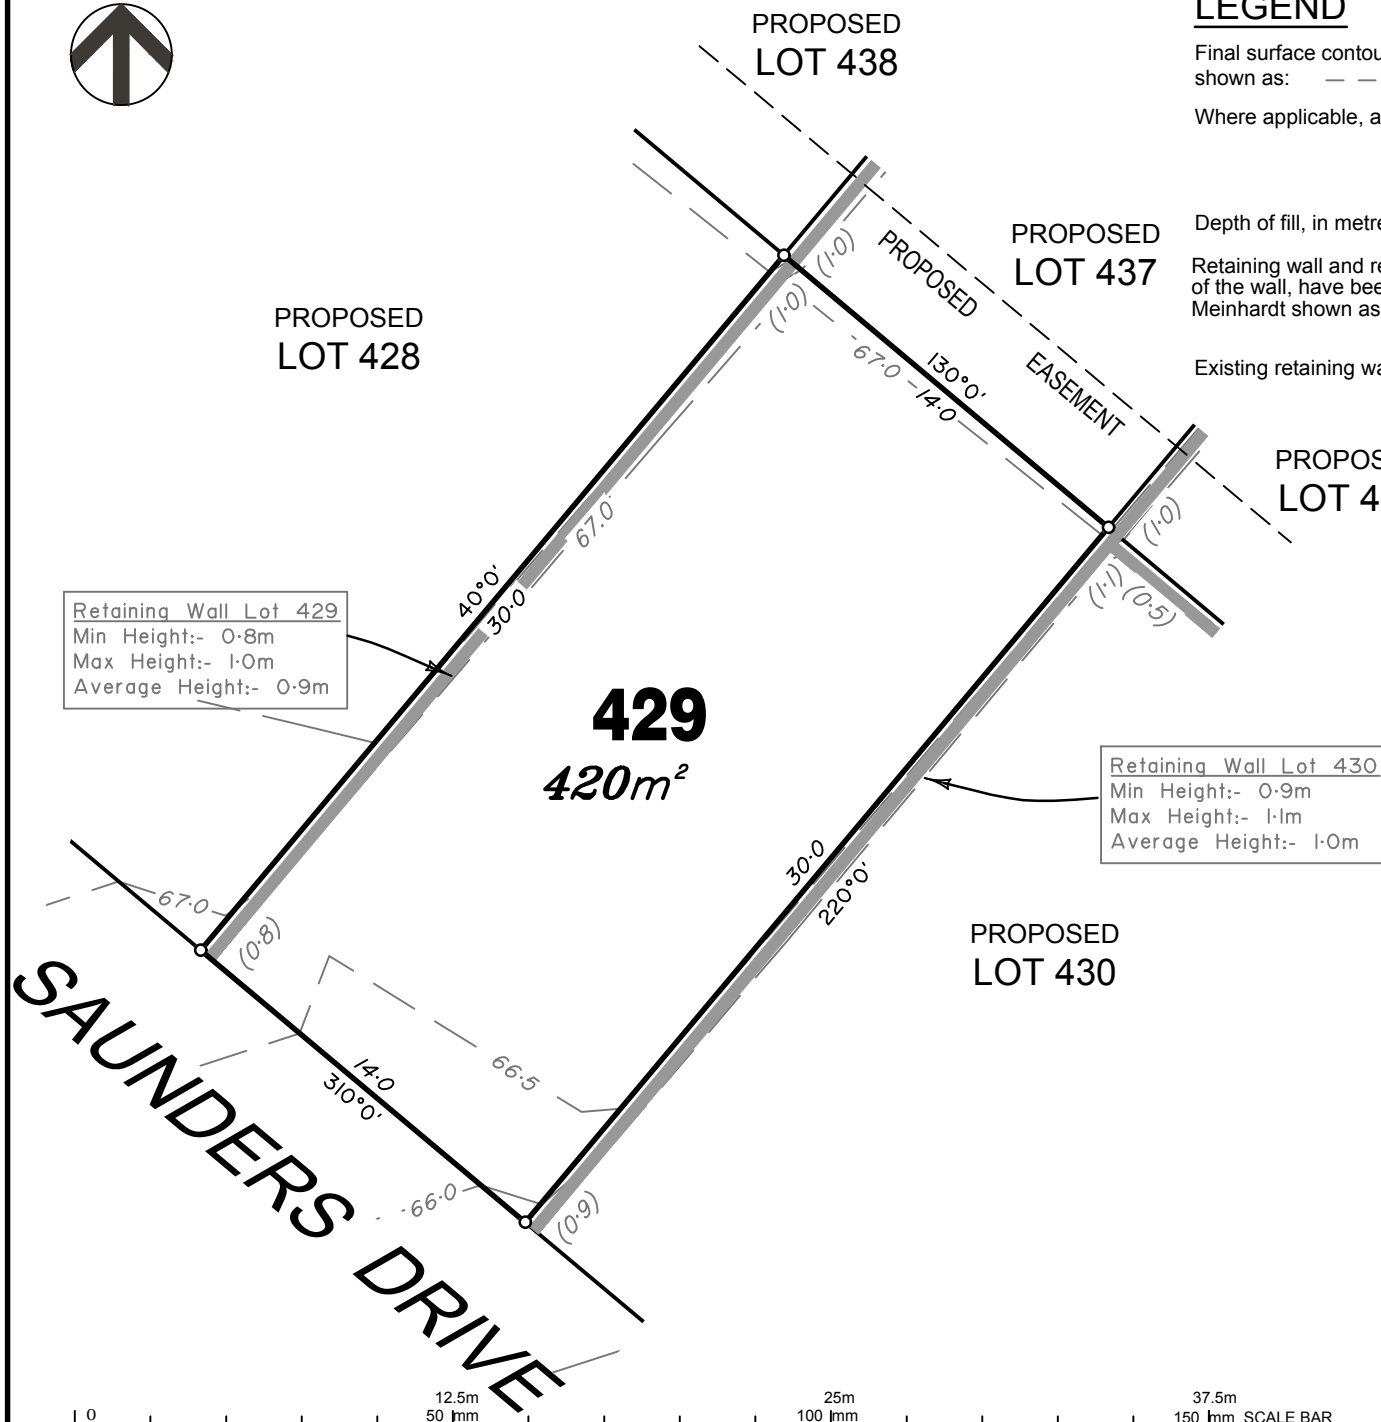 PROPOSED
LOT 438
LEGEND
Final surface contou
shown as:
Where applicable, a
Depth of fill, in metre
Retaining wall and re
of the wall, have bee
Meinhardt shown as
Existing retaining wa
PROPOSED
LOT 437
PROPOSED
EASEMENT
PROPOSED
LOT 428
PROPOS
LOT 4
(1·0)
(1·0)
67.0
130°0'
14.0
(1·0)
(1·1)
(0·5)
67.0
40°0'
30·0
Retaining Wall Lot 429
Min Height:- 0·8m
Max Height:- 1·0m
Average Height:- 0·9m
429
420m²
Retaining Wall Lot 430
Min Height:- 0·9m
Max Height:- 1·1m
Average Height:- 1·0m
30·0
220°0'
67.0
(0·8)
PROPOSED
LOT 430
66.5
14.0
310°0'
66.0
(0·9)
SAUNDERS DRIVE
12.5m
25m
37.5m
0
50 mm
100 mm
150 mm SCALE BAR